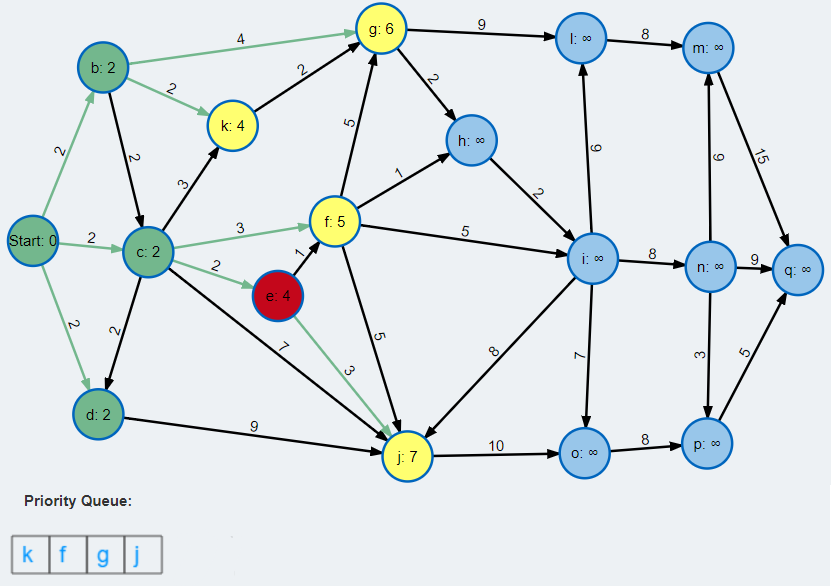 g: 6
9
l: ∞
8
m: ∞
4
b: 2
2
2
2
k: 4
5
h: ∞
15
2
2
1
9
9
3
2
Start: 0
2
c: 2
3
f: 5
5
i: ∞
8
n: ∞
9
q: ∞
2
1
e: 4
2
2
7
3
5
8
7
3
5
d: 2
9
j: 7
10
o: ∞
8
p: ∞
Priority Queue:
k f g j